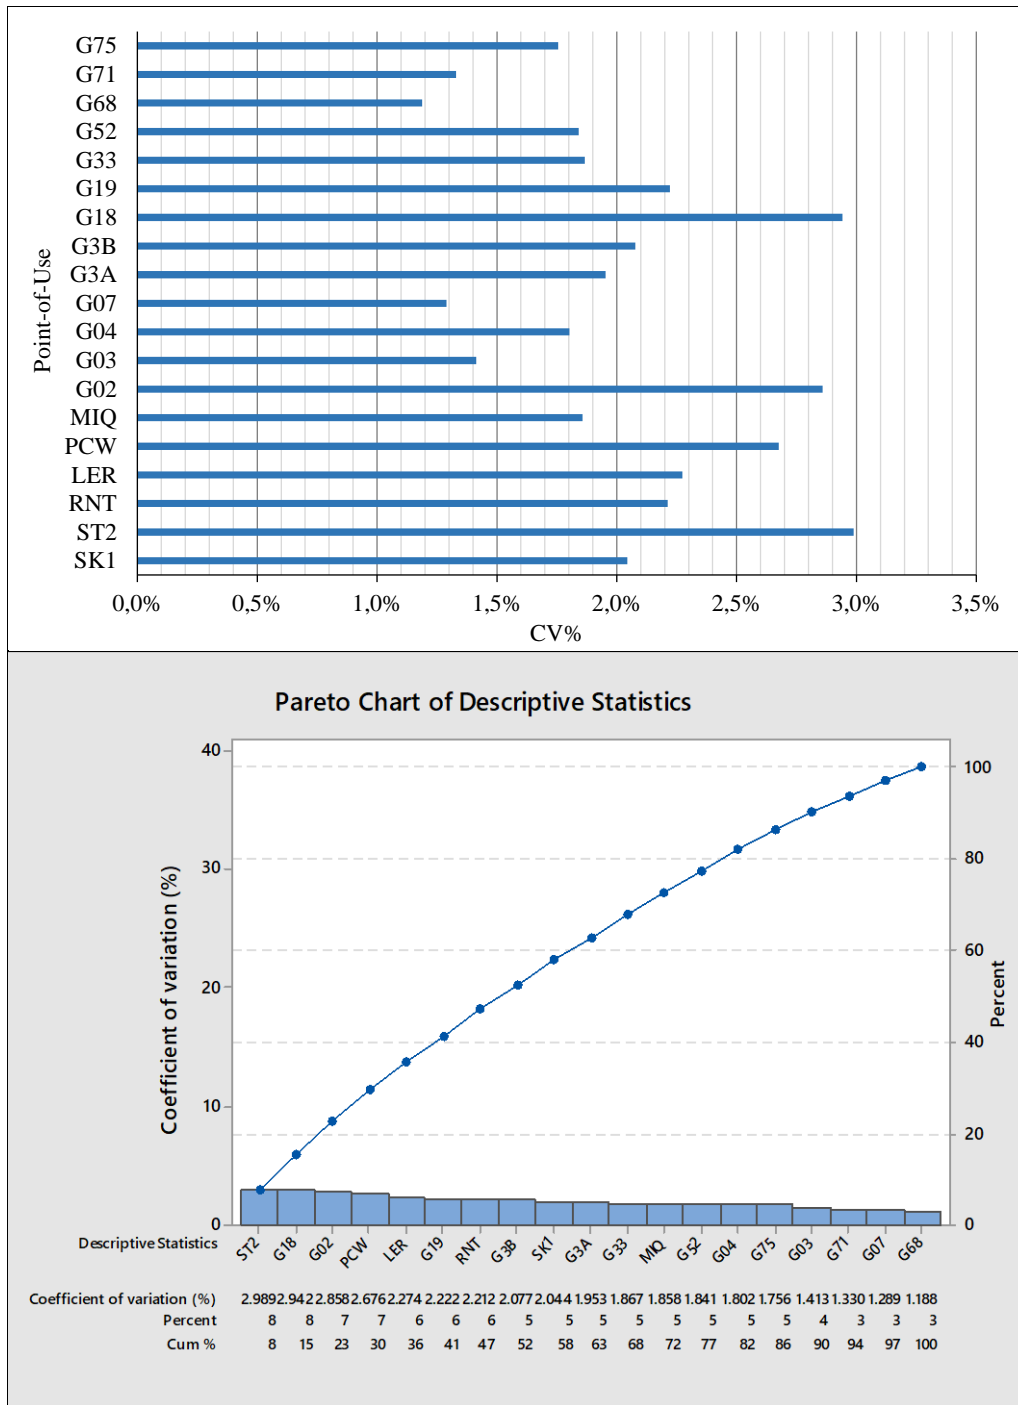 G75
G71
G68
G52
G33
G19
G18
G3B
G3A
G07
G04
G03
G02
MIQ
PCW
LER
RNT
ST2
SK1
Point-of-Use
0,0% 0,5% 1,0% 1,5% 2,0% 2,5% 3,0% 3,5%
CV%
Pareto Chart of Descriptive Statistics
40
30
20
10
0
Coefficient of variation (%)
100
80
60
40
20
0
Percent
Descriptive Statistics ST2 G18 G02 PCW LER G19 RNT G3B SK1 G3A G33 MIQ G52 G04 G75 G03 G71 G07 G68
Coefficient of variation (%) 2.989 2.942 2.858 2.676 2.274 2.222 2.212 2.077 2.044 1.953 1.867 1.858 1.841 1.802 1.756 1.413 1.330 1.289 1.188
Percent 8 8 7 7 6 6 6 5 5 5 5 5 5 5 5 4 3 3 3
Cum % 8 15 23 30 36 41 47 52 58 63 68 72 77 82 86 90 94 97 100